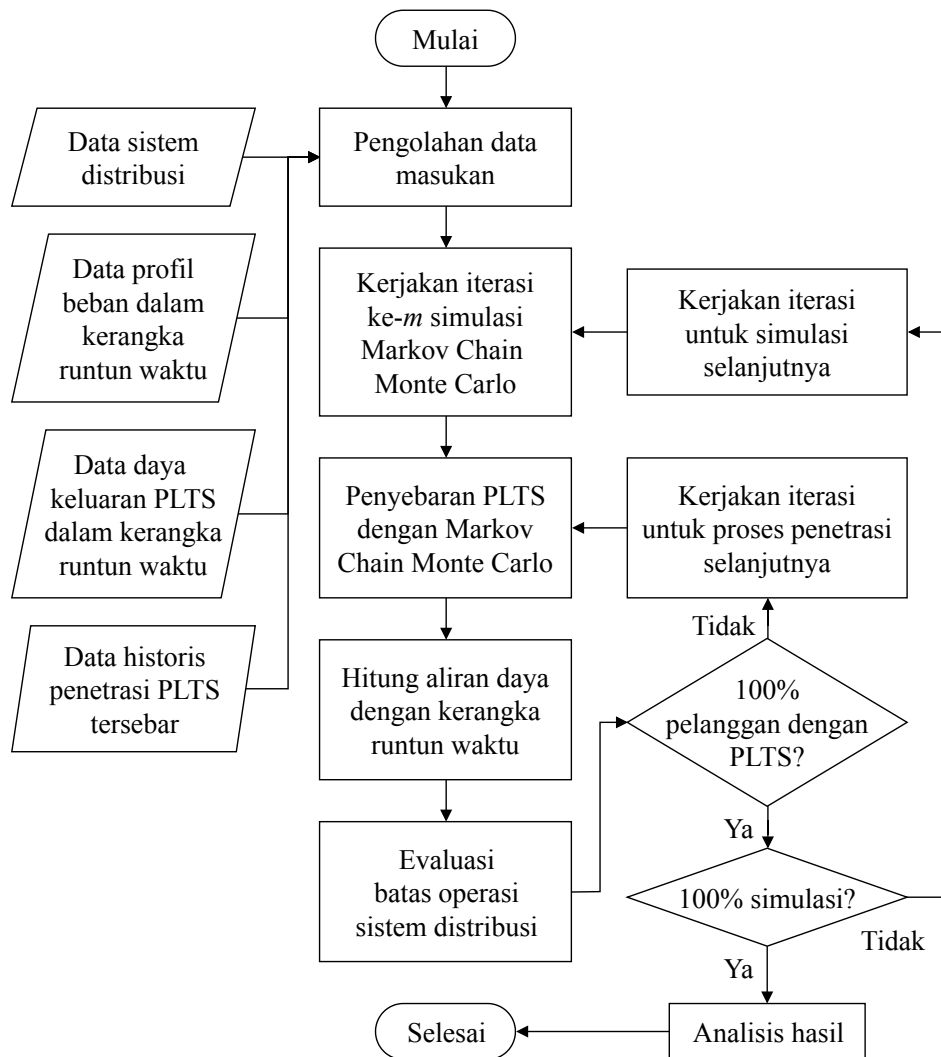 Mulai
Data sistem
distribusi
Pengolahan data
masukan
Data profil
beban dalam
kerangka
runtun waktu
Kerjakan iterasi
ke-m simulasi
Markov Chain
Monte Carlo
Kerjakan iterasi
untuk simulasi
selanjutnya
Data daya
keluaran PLTS
dalam kerangka
runtun waktu
Penyebaran PLTS
dengan Markov
Chain Monte Carlo
Kerjakan iterasi
untuk proses penetrasi
selanjutnya
Tidak
Data historis
penetrasi PLTS
tersebar
Hitung aliran daya
dengan kerangka
runtun waktu
100%
pelanggan dengan
PLTS?
Ya
Evaluasi
batas operasi
sistem distribusi
100% simulasi?
Tidak
Ya
Selesai
Analisis hasil